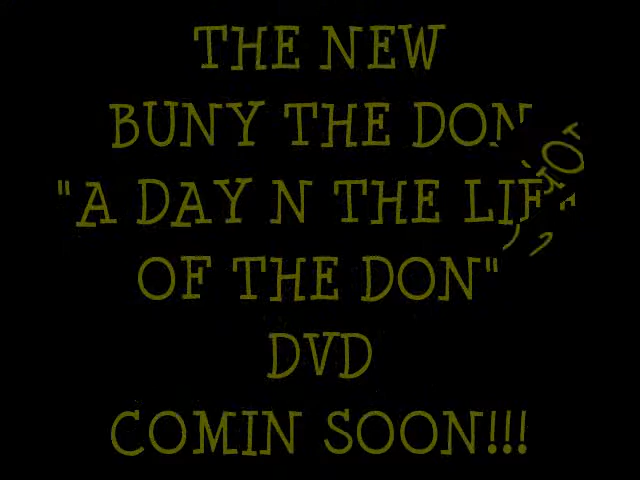 THE NEW
BUNY THE DON
"A DAY N THE LIFE
OF THE DON"
DVD
COMIN SOON!!!